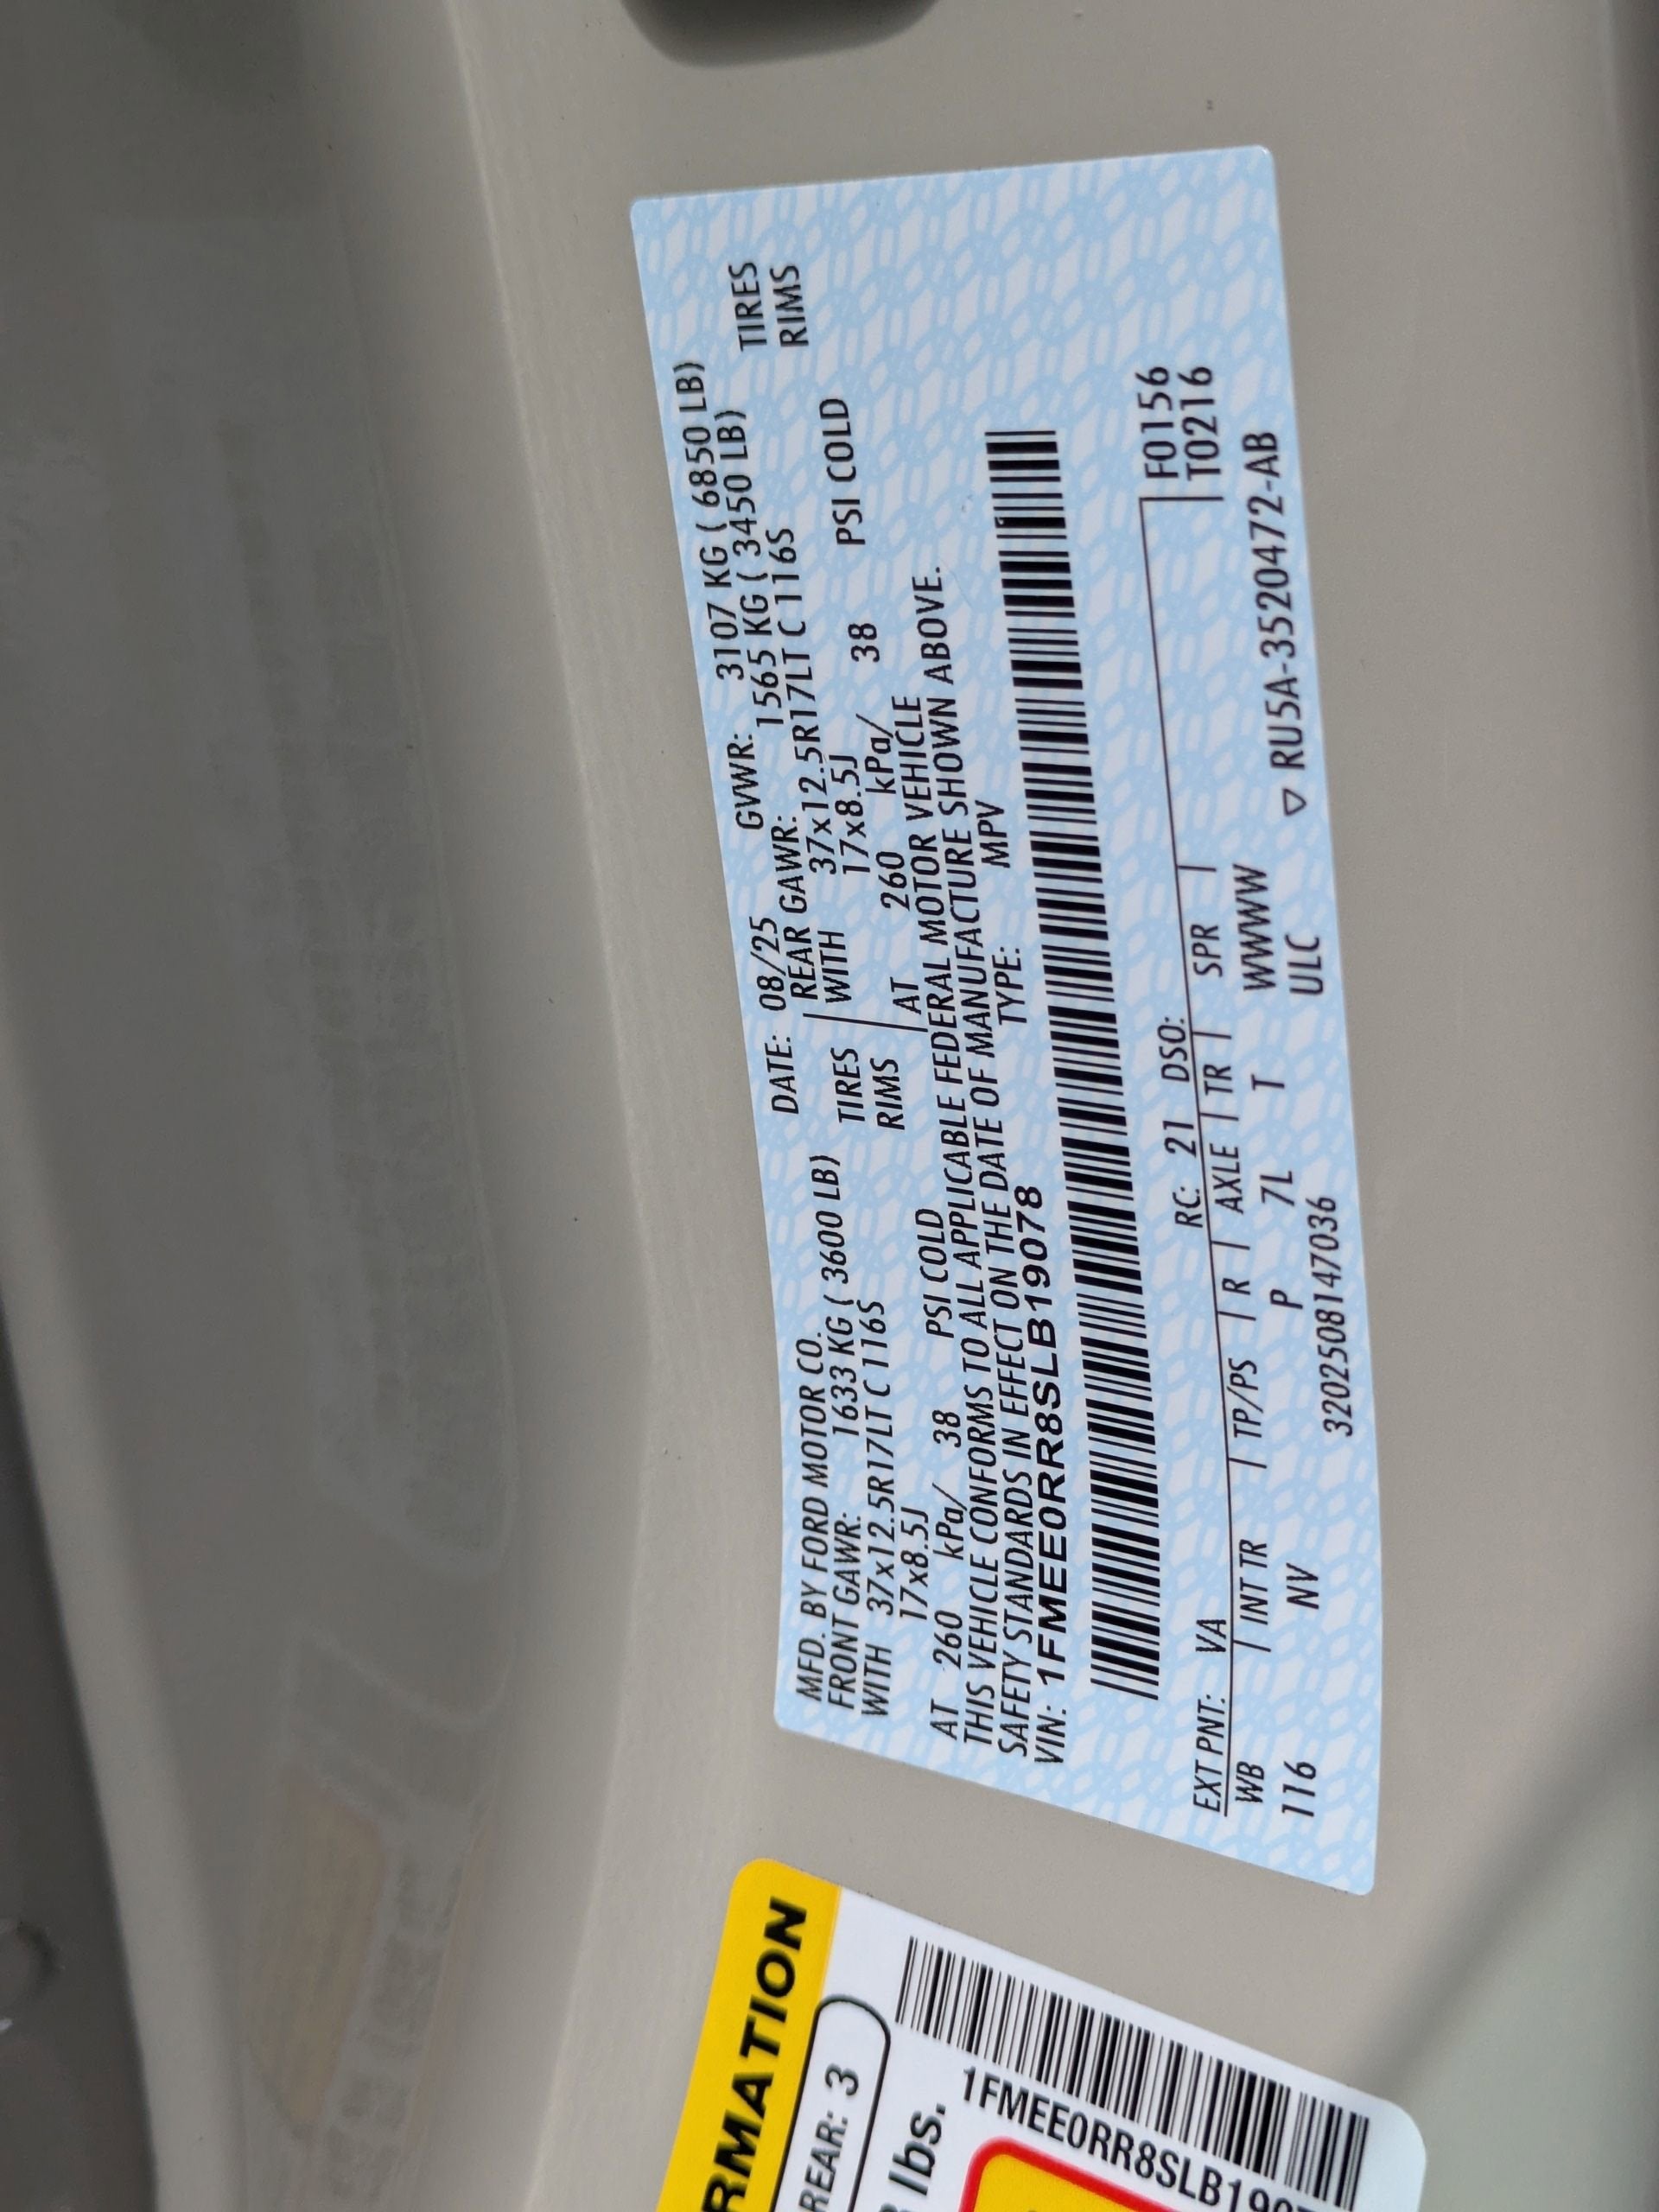 MFD. BY FORD MOTOR CO. DATE: 08/25 GVWR: 3107 KG ( 6850 LB)
FRONT GAWR: 1633 KG ( 3600 LB) REAR GAWR: 1565 KG ( 3450 LB)
WITH 37x12.5R17LT C 116S TIRES WITH 37x12.5R17LT C 116S TIRES
17x8.5J RIMS 17x8.5J RIMS
AT 260 kPa/ 38 PSI COLD AT 260 kPa/ 38 PSI COLD
THIS VEHICLE CONFORMS TO ALL APPLICABLE FEDERAL MOTOR VEHICLE
SAFETY STANDARDS IN EFFECT ON THE DATE OF MANUFACTURE SHOWN ABOVE.
VIN: 1FMEE0RR8SLB19078 TYPE: MPV
EXT PNT: VA RC: 21 DSO: F0156
WB | INT TR | TP/PS | R | AXLE | TR | SPR | T0216
116 NV P 7L T WWWW
3202508147036 ULC ▽ RU5A-3520472-AB
REAR: 3
lbs.
1FMEE0RR8SLB190